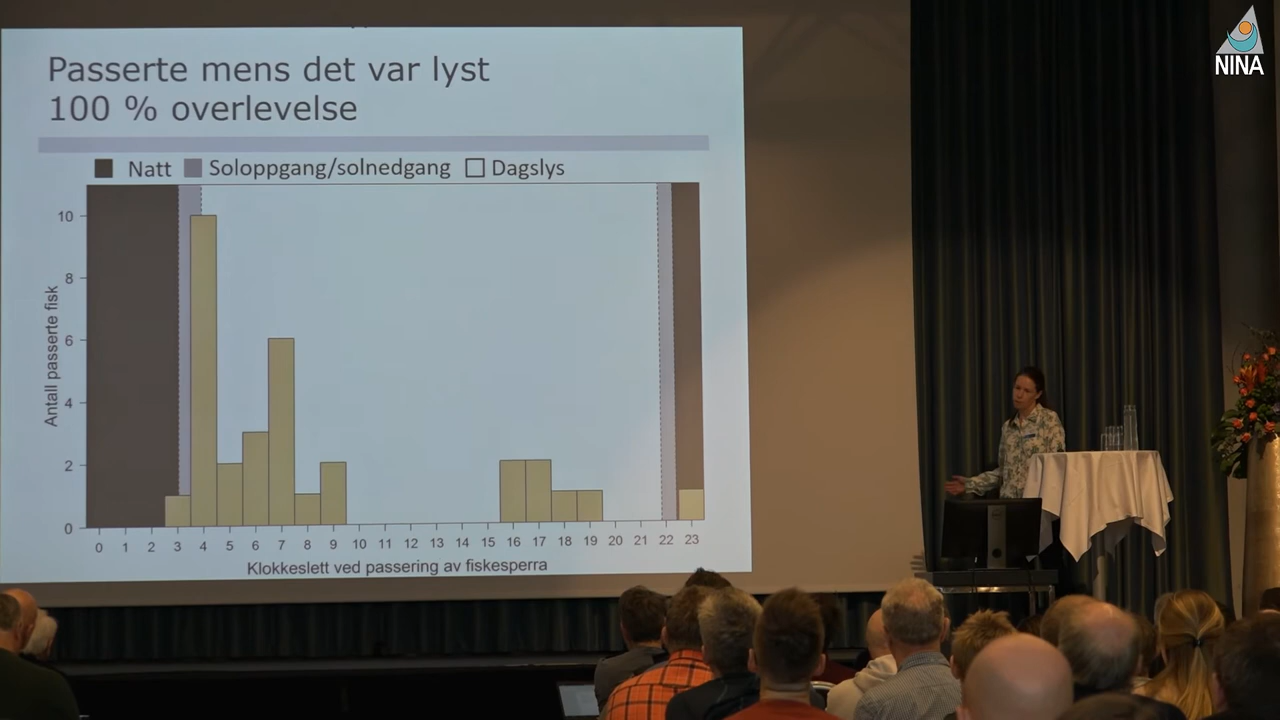 NINA
Passerte mens det var lyst
100 % overlevelse
Natt Soloppgang/solnedgang Dagslys
Antall passerte fisk
10
8
6
4
2
0
0 1 2 3 4 5 6 7 8 9 10 11 12 13 14 15 16 17 18 19 20 21 22 23
Klokkeslett ved passering av fiskesperra